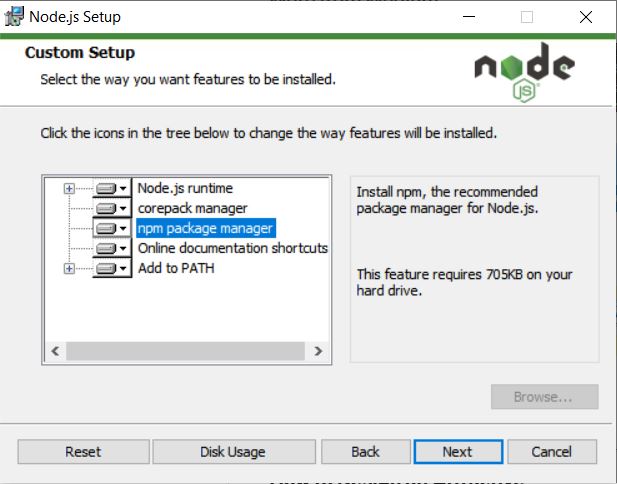 Node.js Setup
Custom Setup
Select the way you want features to be installed.
node
JS
Click the icons in the tree below to change the way features will be installed.
Node.js runtime
corepack manager
npm package manager
Online documentation shortcuts
Add to PATH
Install npm, the recommended
package manager for Node.js.
This feature requires 705KB on your
hard drive.
Browse...
Reset
Disk Usage
Back
Next
Cancel